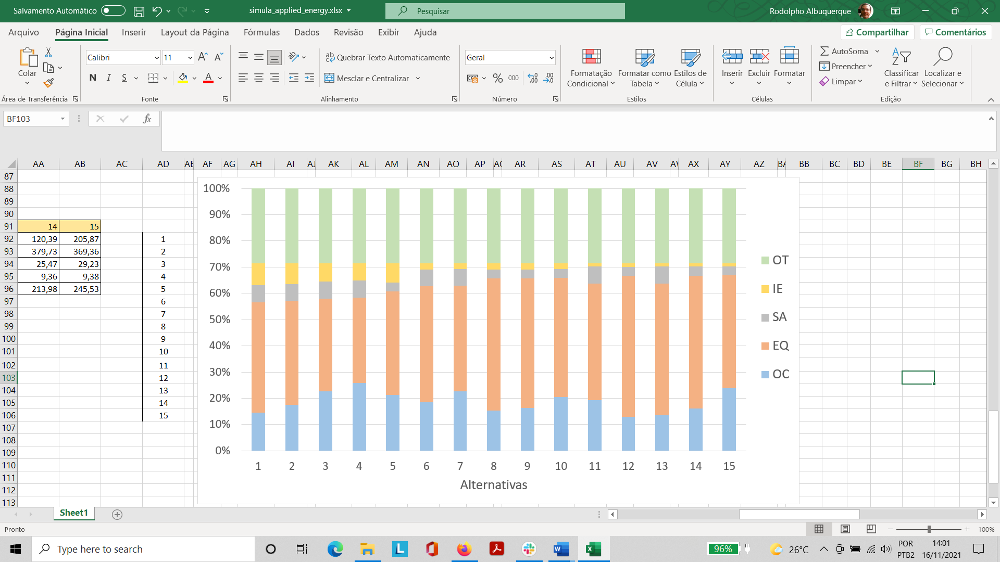 Salvamento Automático
simula_applied_energy.xlsx
Pesquisar
Rodolpho Albuquerque
Arquivo Página Inicial Inserir Layout da Página Fórmulas Dados Revisão Exibir Ajuda
Compartilhar Comentários
Colar
Calibri 11
N I S
Quebrar Texto Automaticamente
Mesclar e Centralizar
Geral
% 000
Formatação Condicional
Formatar como Tabela
Estilos de Célula
Inserir Excluir Formatar
AutoSoma
Preencher
Limpar
Classificar e Filtrar
Localizar e Selecionar
Área de Transferência Fonte Alinhamento Número Estilos Células Edição
BF103 fx
AA AB AC AD AE AF AG AH AI AJ AK AL AM AN AO AP AR AS AT AU AV AX AY AZ BA BB BC BD BE BF BG BH
87
88
89
90
91 14 15
92 120,39 205,87 1
93 379,73 369,36 2
94 25,47 29,23 3
95 9,36 9,38 4
96 213,98 245,53 5
97 6
98 7
99 8
100 9
101 10
102 11
103 12
104 13
105 14
106 15
107
108
109
110
111
112
113
100%
90%
80%
70%
60%
50%
40%
30%
20%
10%
0%
1 2 3 4 5 6 7 8 9 10 11 12 13 14 15
Alternativas
OT
IE
SA
EQ
OC
Sheet1
Pronto
100%
Type here to search
96%
26°C
POR
PTB2
14:01
16/11/2021